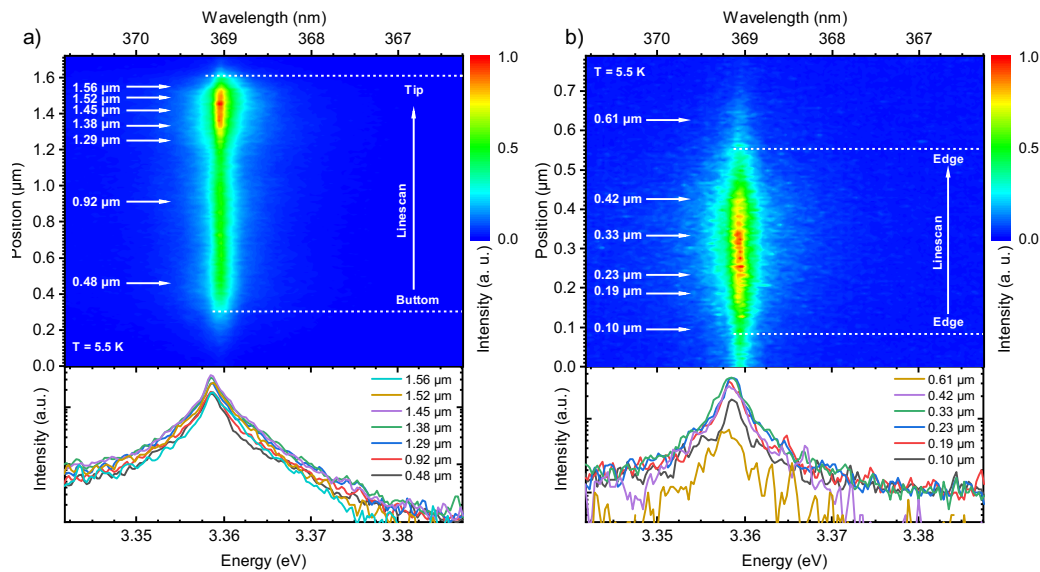 Wavelength (nm)
a)
370 369 368 367
1.6
1.4
1.2
1.0
0.8
0.6
0.4
0.2
0.0
Position (µm)
1.56 µm
1.52 µm
1.45 µm
1.38 µm
1.29 µm
0.92 µm
0.48 µm
Tip
Linescan
Buttom
T = 5.5 K
1.0
0.5
0.0
Intensity (a. u.)
Intensity (a.u.)
1.56 µm
1.52 µm
1.45 µm
1.38 µm
1.29 µm
0.92 µm
0.48 µm
3.35 3.36 3.37 3.38
Energy (eV)
Wavelength (nm)
b)
370 369 368 367
T = 5.5 K
0.7
0.6
0.5
0.4
0.3
0.2
0.1
0.0
Position (µm)
0.61 µm
0.42 µm
0.33 µm
0.23 µm
0.19 µm
0.10 µm
Edge
Linescan
Edge
1.0
0.5
0.0
Intensity (a. u.)
Intensity (a.u.)
0.61 µm
0.42 µm
0.33 µm
0.23 µm
0.19 µm
0.10 µm
3.35 3.36 3.37 3.38
Energy (eV)